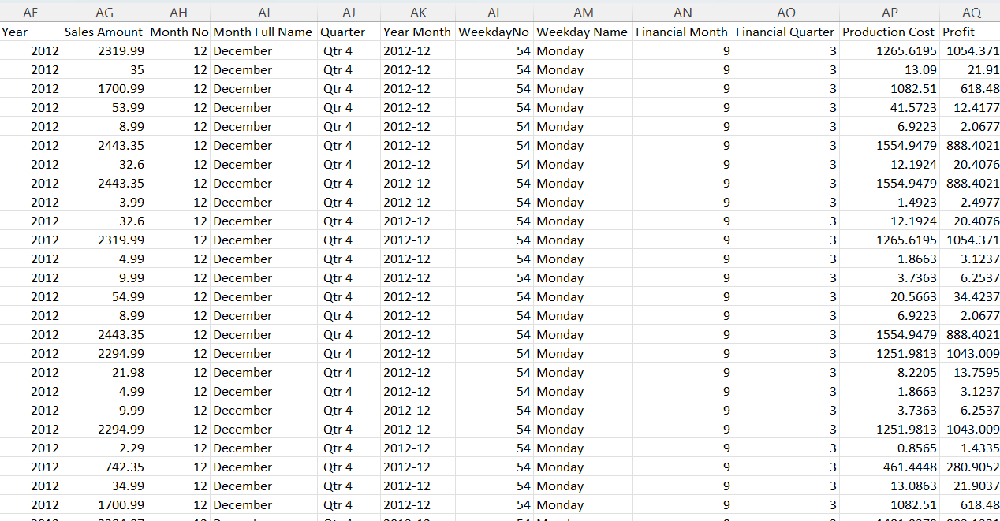 AF AG AH AI AJ AK AL AM AN AO AP AQ
Year Sales Amount Month No Month Full Name Quarter Year Month WeekdayNo Weekday Name Financial Month Financial Quarter Production Cost Profit
2012 2319.99 12 December Qtr 4 2012-12 54 Monday 9 3 1265.6195 1054.371
2012 35 12 December Qtr 4 2012-12 54 Monday 9 3 13.09 21.91
2012 1700.99 12 December Qtr 4 2012-12 54 Monday 9 3 1082.51 618.48
2012 53.99 12 December Qtr 4 2012-12 54 Monday 9 3 41.5723 12.4177
2012 8.99 12 December Qtr 4 2012-12 54 Monday 9 3 6.9223 2.0677
2012 2443.35 12 December Qtr 4 2012-12 54 Monday 9 3 1554.9479 888.4021
2012 32.6 12 December Qtr 4 2012-12 54 Monday 9 3 12.1924 20.4076
2012 2443.35 12 December Qtr 4 2012-12 54 Monday 9 3 1554.9479 888.4021
2012 3.99 12 December Qtr 4 2012-12 54 Monday 9 3 1.4923 2.4977
2012 32.6 12 December Qtr 4 2012-12 54 Monday 9 3 12.1924 20.4076
2012 2319.99 12 December Qtr 4 2012-12 54 Monday 9 3 1265.6195 1054.371
2012 4.99 12 December Qtr 4 2012-12 54 Monday 9 3 1.8663 3.1237
2012 9.99 12 December Qtr 4 2012-12 54 Monday 9 3 3.7363 6.2537
2012 54.99 12 December Qtr 4 2012-12 54 Monday 9 3 20.5663 34.4237
2012 8.99 12 December Qtr 4 2012-12 54 Monday 9 3 6.9223 2.0677
2012 2443.35 12 December Qtr 4 2012-12 54 Monday 9 3 1554.9479 888.4021
2012 2294.99 12 December Qtr 4 2012-12 54 Monday 9 3 1251.9813 1043.009
2012 21.98 12 December Qtr 4 2012-12 54 Monday 9 3 8.2205 13.7595
2012 4.99 12 December Qtr 4 2012-12 54 Monday 9 3 1.8663 3.1237
2012 9.99 12 December Qtr 4 2012-12 54 Monday 9 3 3.7363 6.2537
2012 2294.99 12 December Qtr 4 2012-12 54 Monday 9 3 1251.9813 1043.009
2012 2.29 12 December Qtr 4 2012-12 54 Monday 9 3 0.8565 1.4335
2012 742.35 12 December Qtr 4 2012-12 54 Monday 9 3 461.4448 280.9052
2012 34.99 12 December Qtr 4 2012-12 54 Monday 9 3 13.0863 21.9037
2012 1700.99 12 December Qtr 4 2012-12 54 Monday 9 3 1082.51 618.48